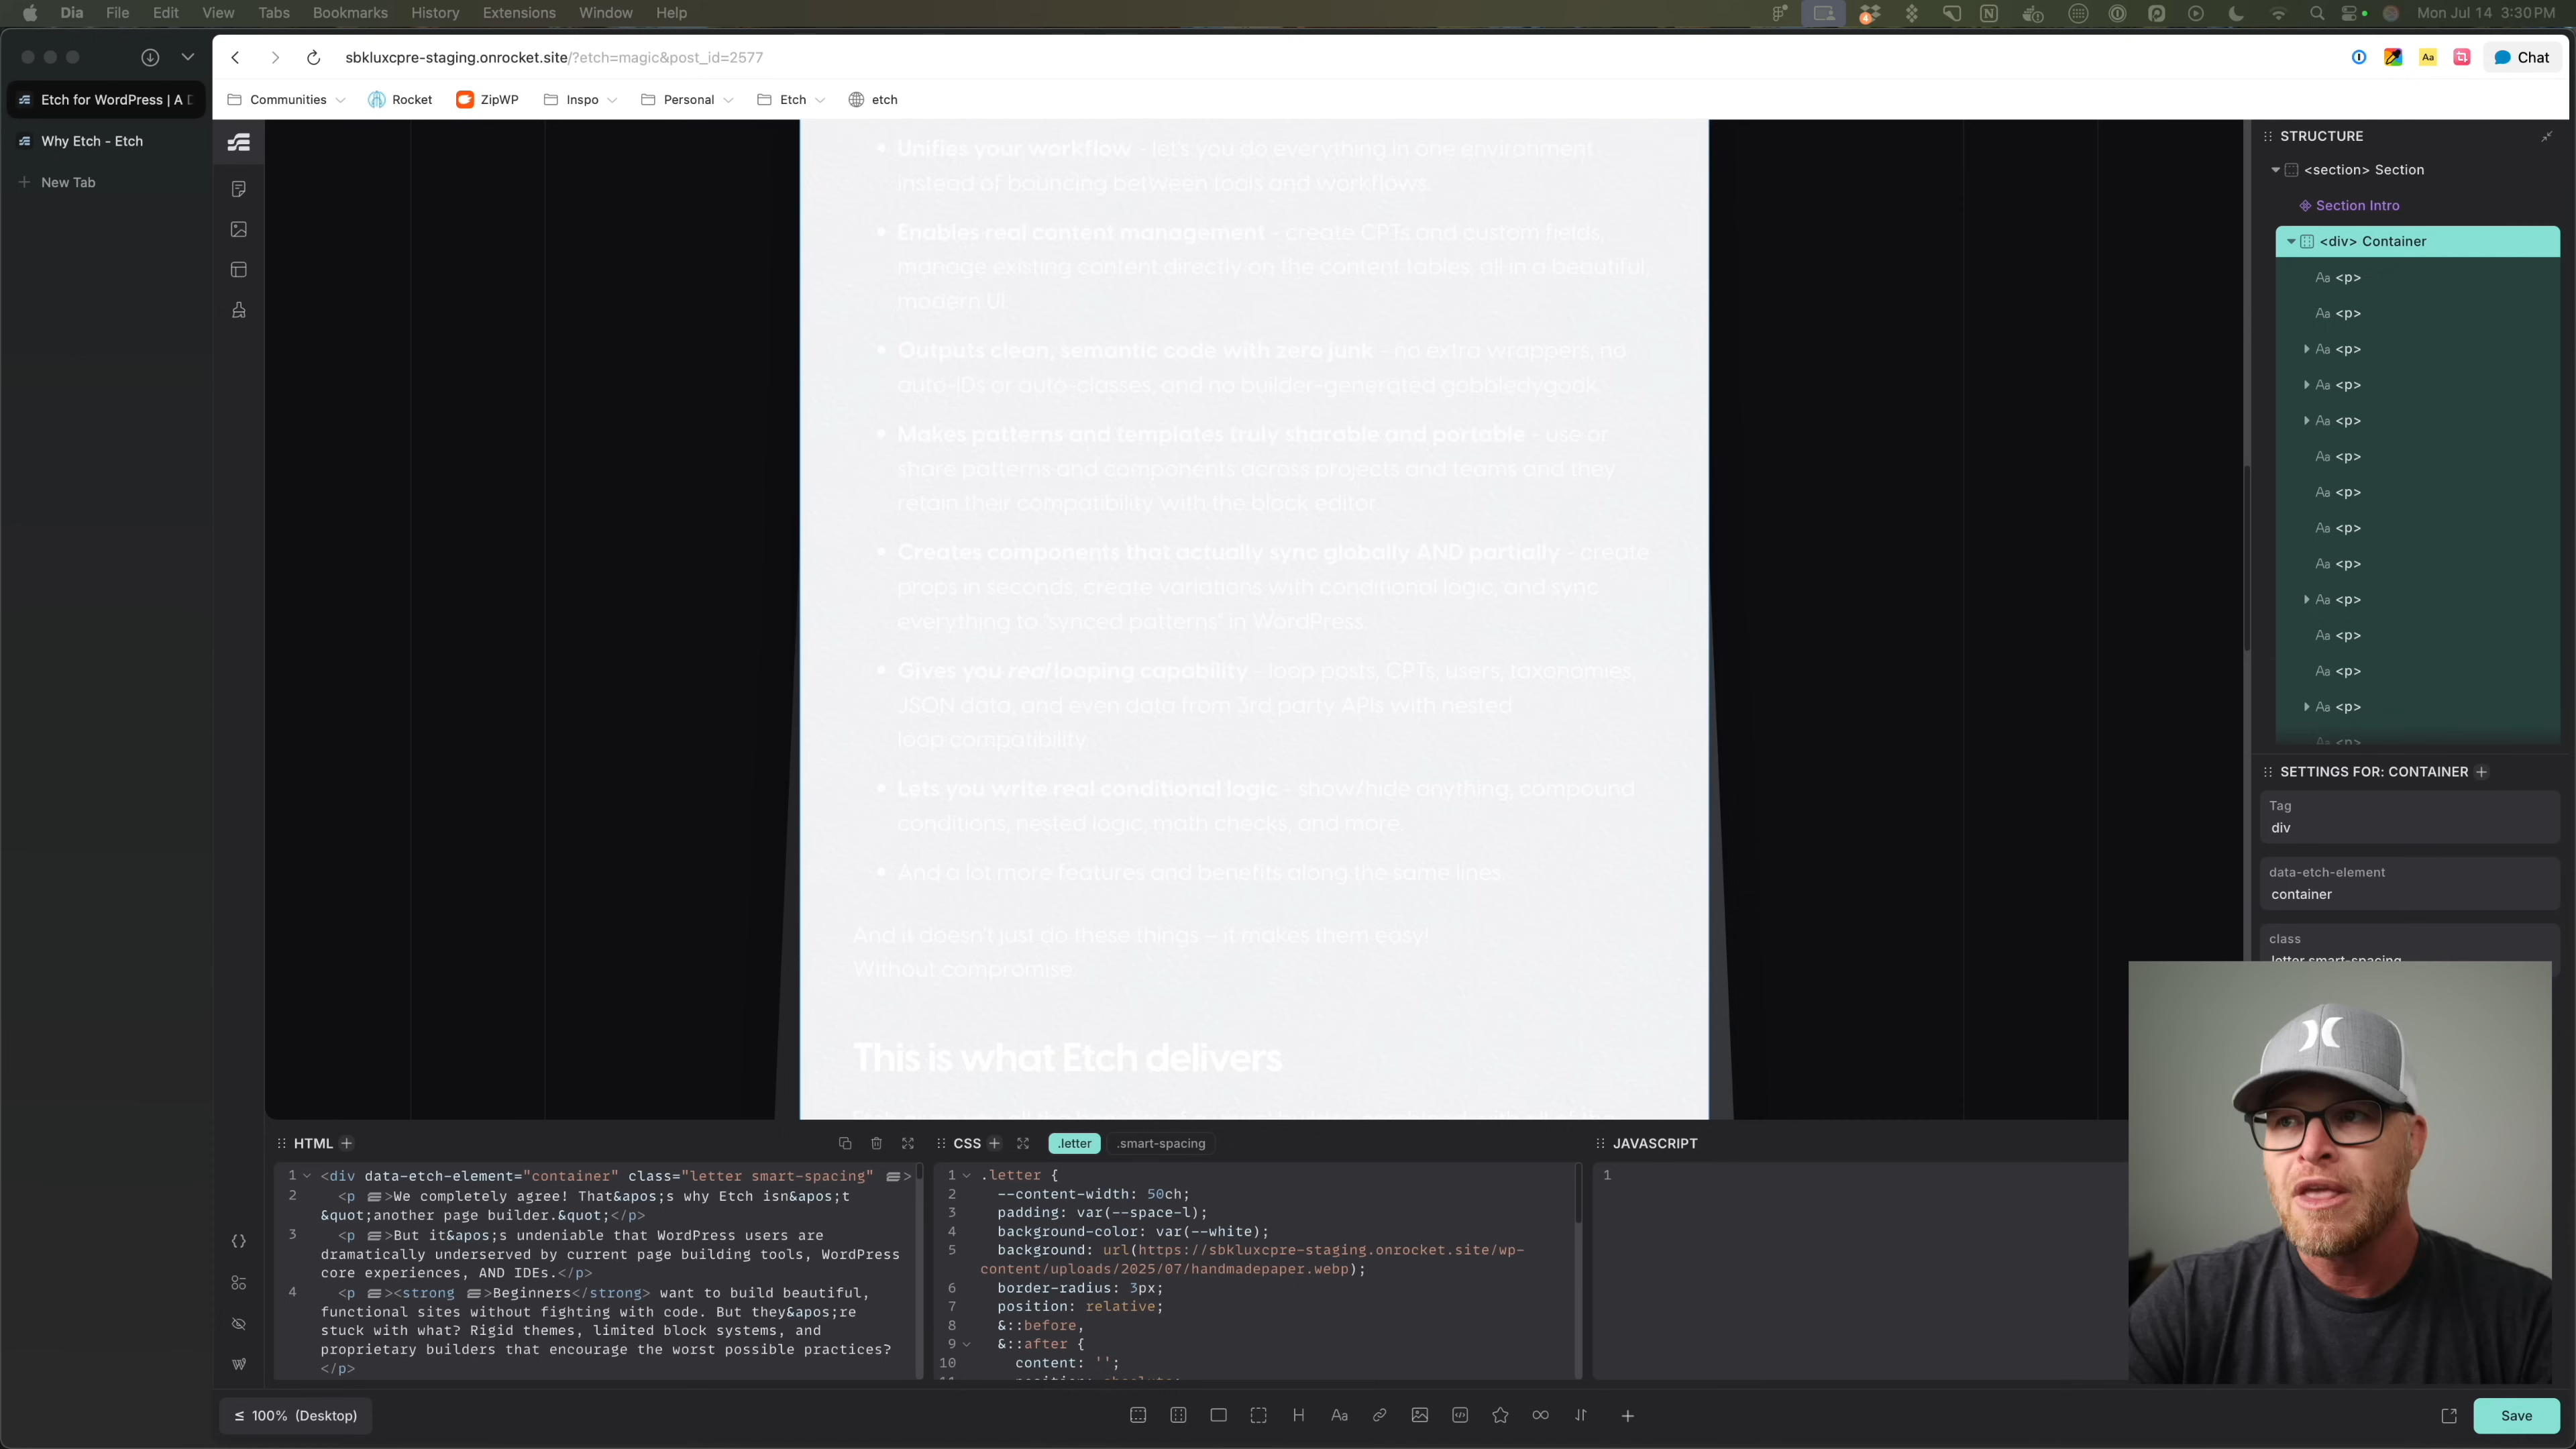 Dia File Edit View Tabs Bookmarks History Extensions Window Help
4
Mon Jul 14 3:30 PM
sbkluxcpre-staging.onrocket.site/?etch=magic&post_id=2577
Aa
Chat
Etch for WordPress | A D
Why Etch - Etch
New Tab
Communities Rocket ZipWP Inspo Personal Etch etch
• Unifies your workflow - let's you do everything in one environment
instead of bouncing between tools and workflows.
• Enables real content management - create CPTs and custom fields,
manage existing content directly on the content tables, all in a beautiful,
modern UI.
• Outputs clean, semantic code with zero junk - no extra wrappers, no
auto-IDs or auto-classes, and no builder-generated gobbledygook.
• Makes patterns and templates truly sharable and portable - use or
share patterns and components across projects and teams and they
retain their compatibility with the block editor.
• Creates components that actually sync globally AND partially - create
props in seconds, create variations with conditional logic, and sync
everything to "synced patterns" in WordPress.
• Gives you real looping capability - loop posts, CPTs, users, taxonomies,
JSON data, and even data from 3rd party APIs with nested
loop compatibility.
• Lets you write real conditional logic - show/hide anything, compound
conditions, nested logic, math checks, and more.
• And a lot more features and benefits along the same lines
And it doesn't just do these things – it makes them easy!
Without compromise.
This is what Etch delivers
STRUCTURE
<section> Section
Section Intro
<div> Container
Aa <p>
Aa <p>
Aa <p>
Aa <p>
Aa <p>
Aa <p>
Aa <p>
Aa <p>
Aa <p>
Aa <p>
Aa <p>
Aa <p>
Aa <p>
Aa <p>
SETTINGS FOR: CONTAINER +
Tag
div
data-etch-element
container
class
letter smart-spacing
HTML +
1 <div data-etch-element="container" class="letter smart-spacing" >
2 <p >We completely agree! That&apos;s why Etch isn&apos;t
&quot;another page builder.&quot;</p>
3 <p >But it&apos;s undeniable that WordPress users are
dramatically underserved by current page building tools, WordPress
core experiences, AND IDEs.</p>
4 <p ><strong >Beginners</strong> want to build beautiful,
functional sites without fighting with code. But they&apos;re
stuck with what? Rigid themes, limited block systems, and
proprietary builders that encourage the worst possible practices?
</p>
CSS + .letter .smart-spacing
1 .letter {
2 --content-width: 50ch;
3 padding: var(--space-l);
4 background-color: var(--white);
5 background: url(https://sbkluxcpre-staging.onrocket.site/wp-
content/uploads/2025/07/handmadepaper.webp);
6 border-radius: 3px;
7 position: relative;
8 &::before,
9 &::after {
10 content: '';
JAVASCRIPT
1
≤ 100% (Desktop)
H Aa
Save